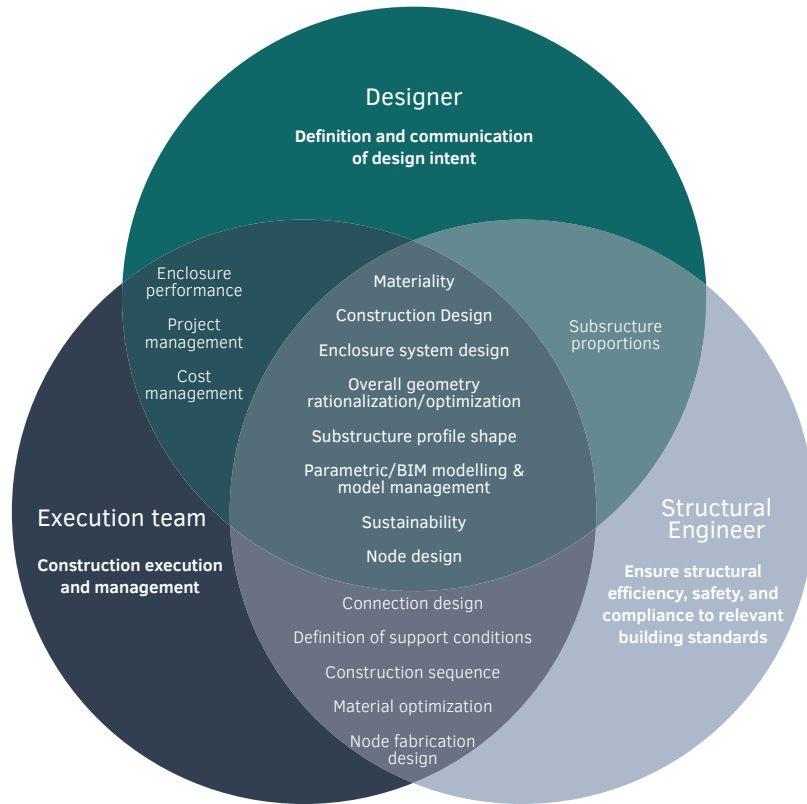 Designer
Definition and communication
of design intent
Enclosure
performance
Project
management
Cost
management
Materiality
Construction Design
Enclosure system design
Overall geometry
rationalization/optimization
Substructure profile shape
Parametric/BIM modelling &
model management
Sustainability
Node design
Subsructure
proportions
Execution team
Construction execution
and management
Structural
Engineer
Ensure structural
efficiency, safety, and
compliance to relevant
building standards
Connection design
Definition of support conditions
Construction sequence
Material optimization
Node fabrication
design